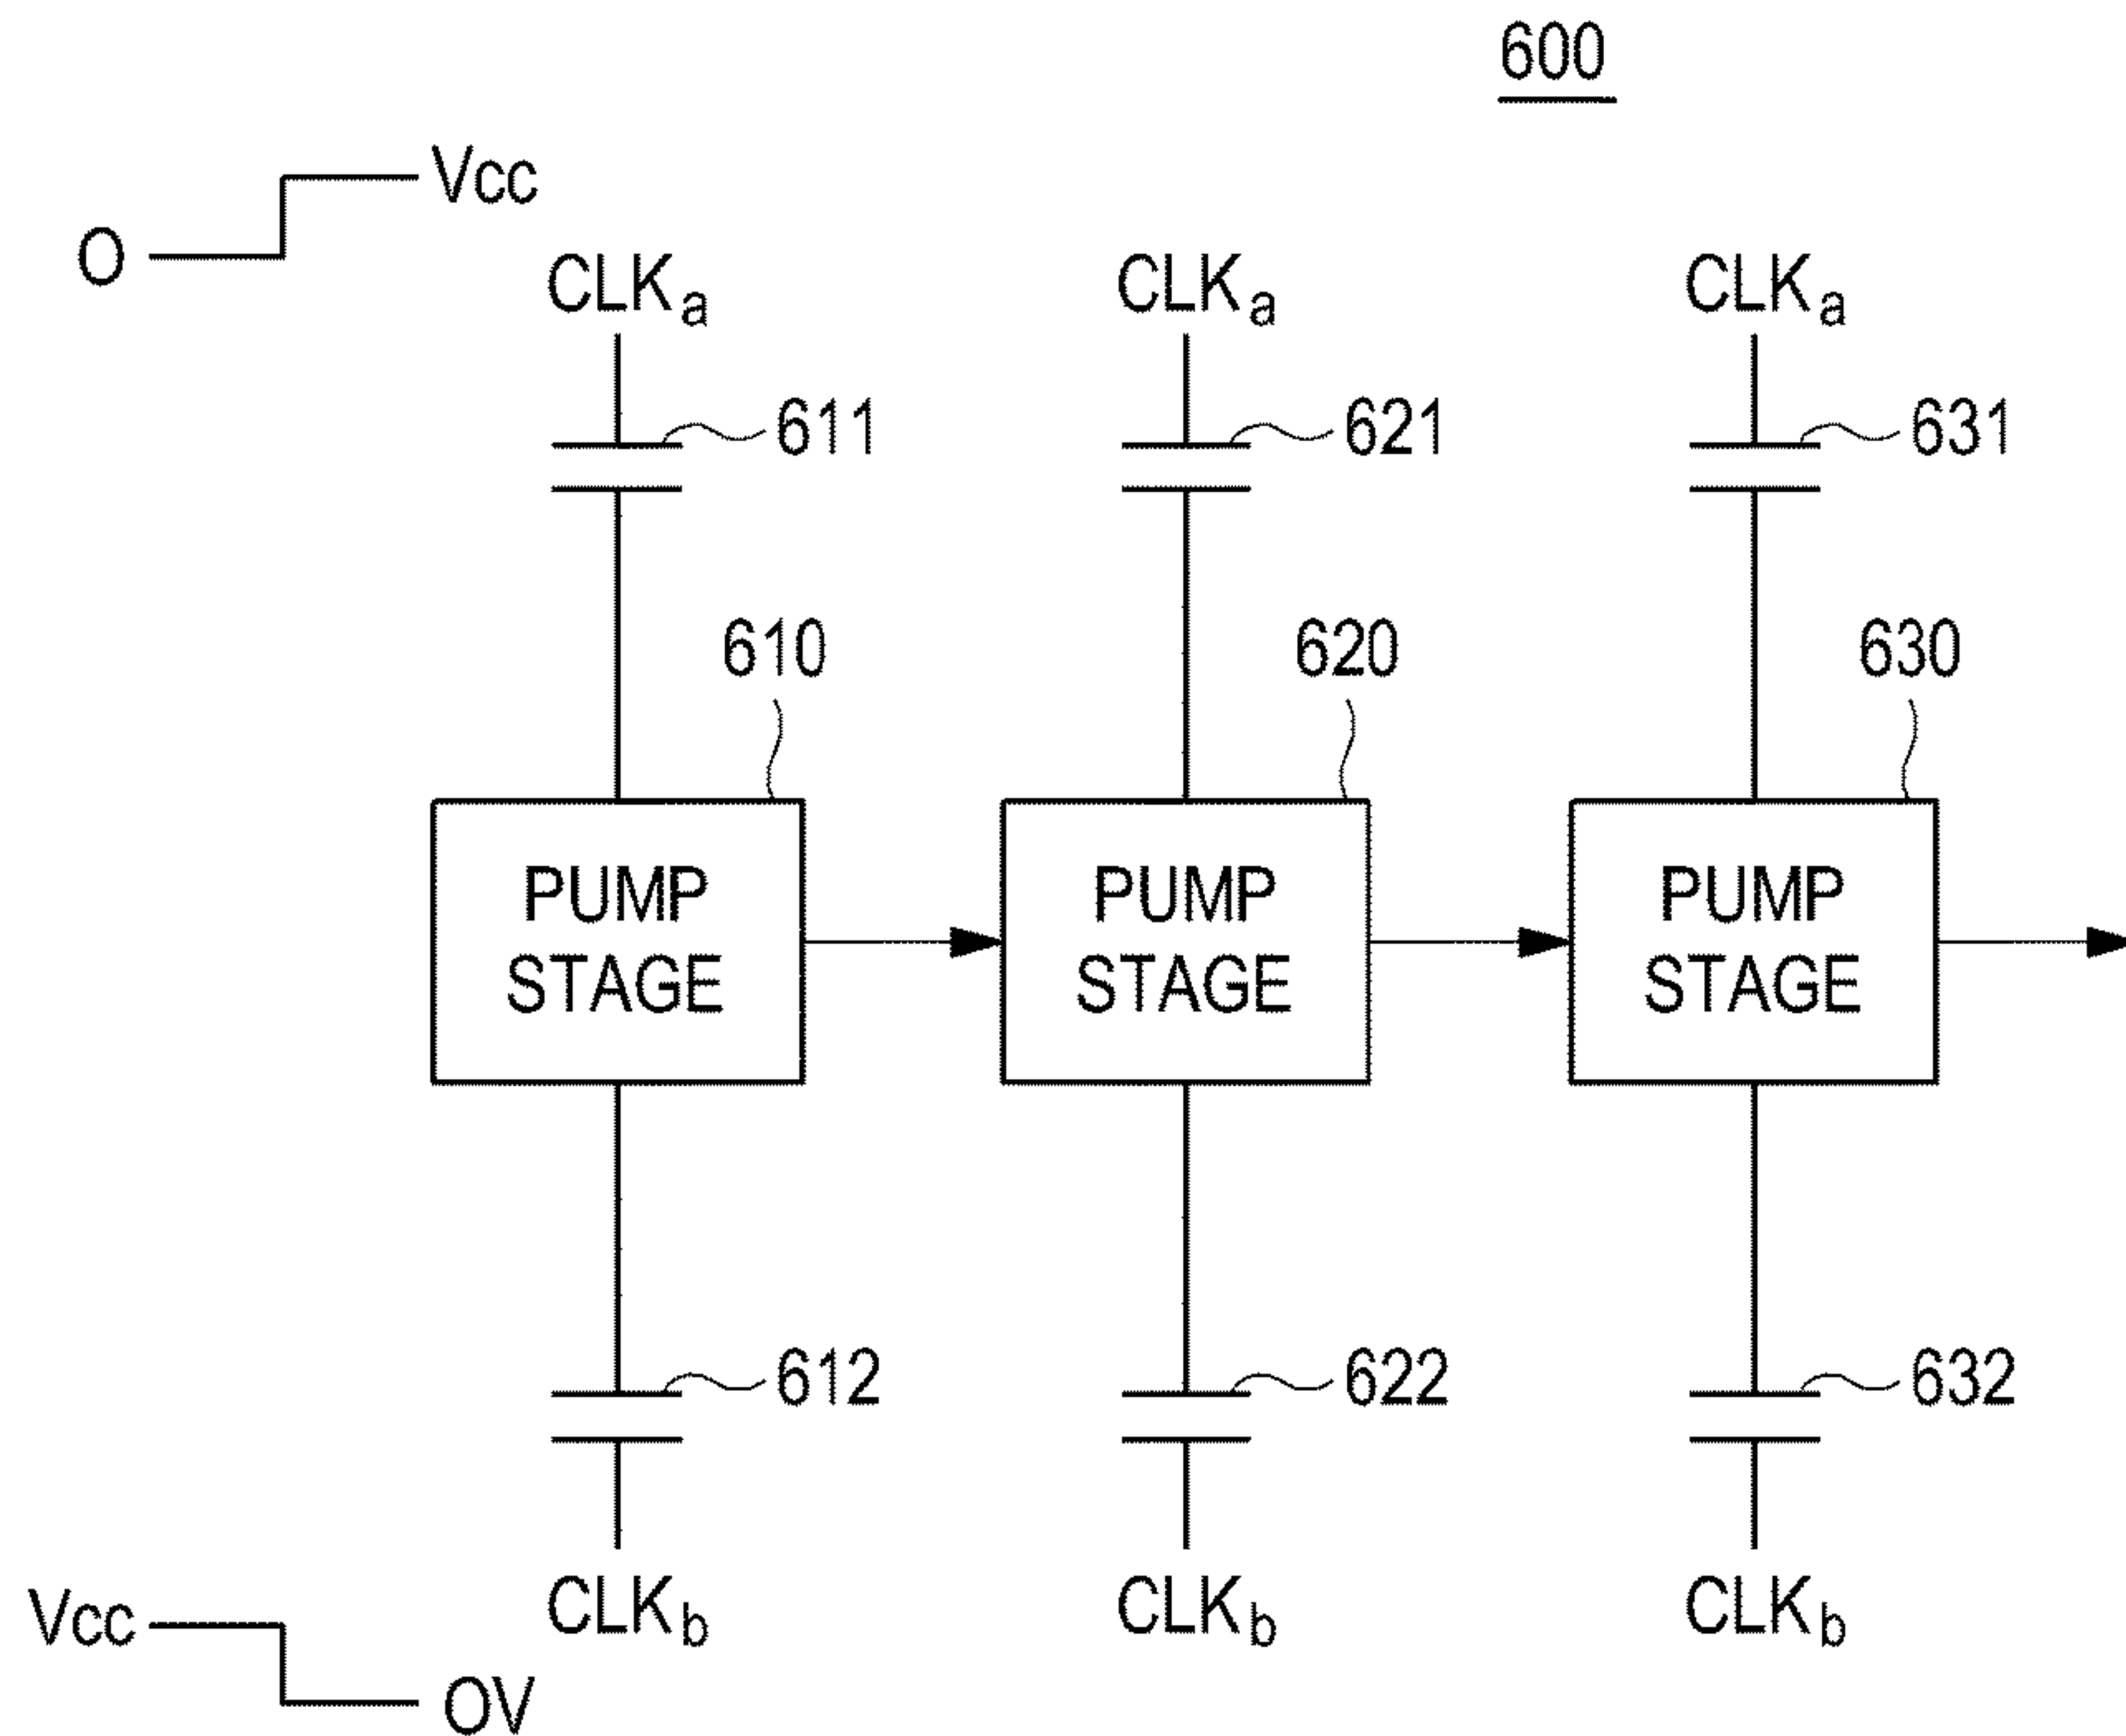 600
Vcc
O
CLKa CLKa CLKa
611 621 631
610 620 630
PUMP STAGE PUMP STAGE PUMP STAGE
612 622 632
CLKb CLKb CLKb
Vcc
OV